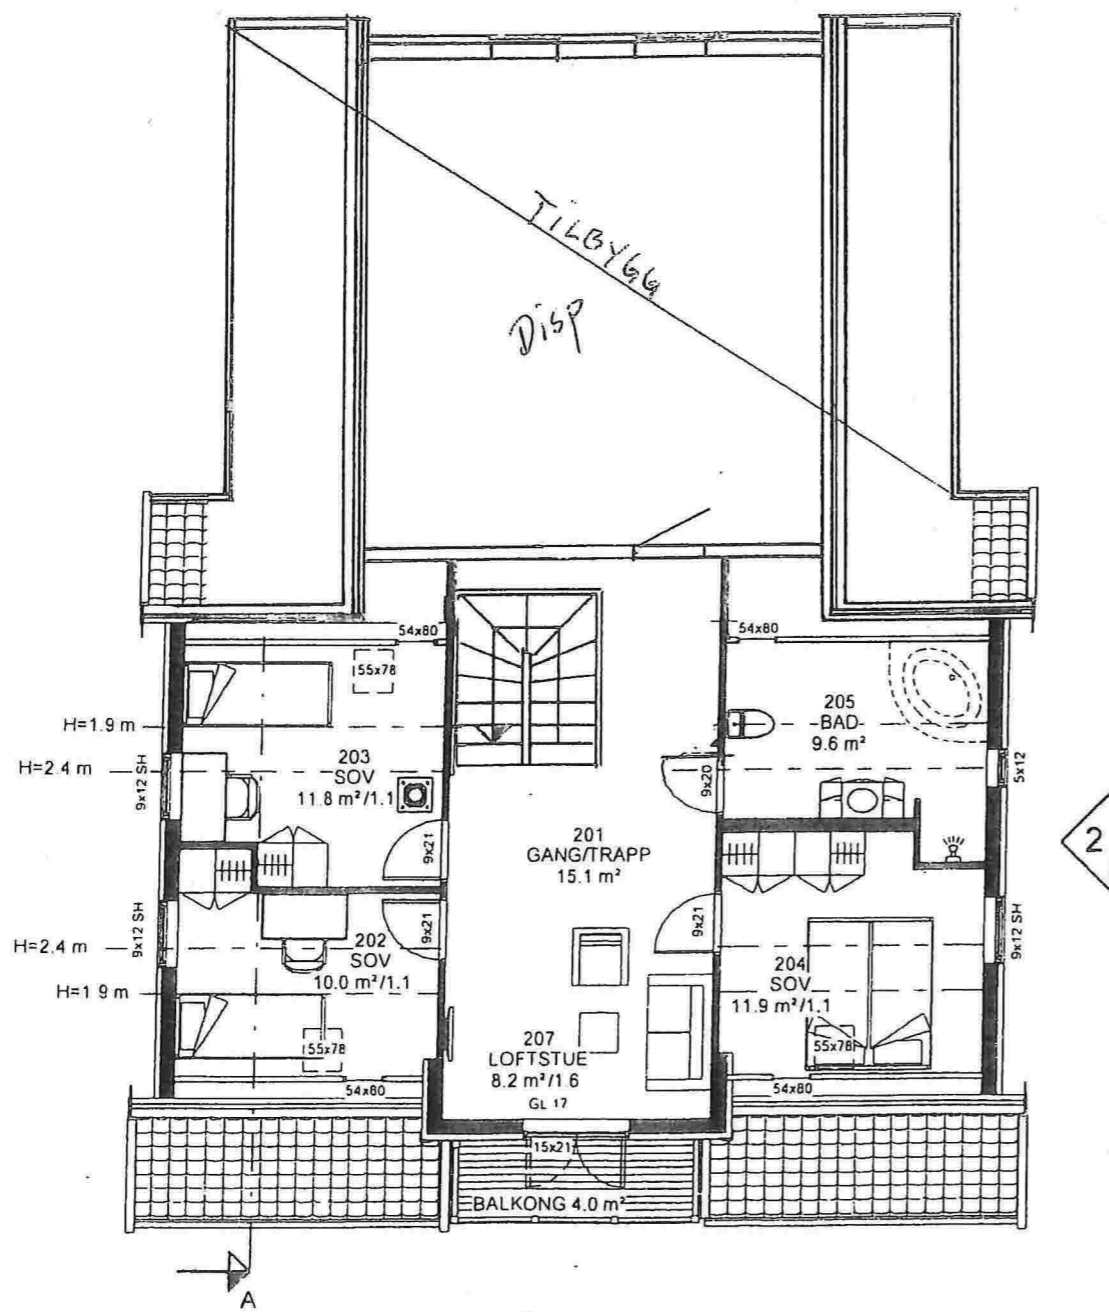 TILBYGG
DISP
54x80
54x80
55x78
H=1.9 m
205
BAD
9.6 m²
H=2.4 m
9x12 SH
203
SOV
11.8 m²/1.1
9x20
5x12
201
GANG/TRAPP
15.1 m²
9x21
2
9x12 SH
9x21
9x21
9x12 SH
H=2.4 m
202
SOV
10.0 m²/1.1
204
SOV
11.9 m²/1.1
H=1 9 m
55x78
207
LOFTSTUE
8.2 m²/1.6
GL 17
55x78
54x80
54x80
15x21
BALKONG 4.0 m²
A